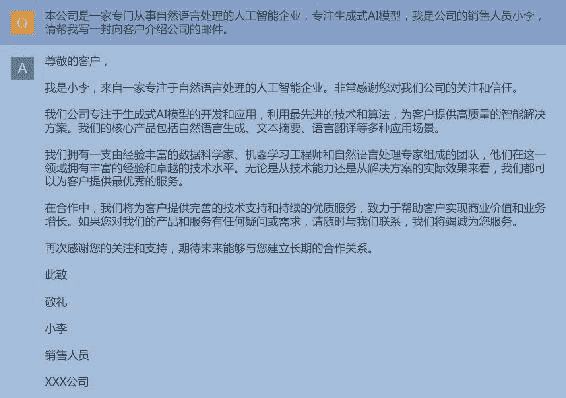 Q
本公司是一家专门从事自然语言处理的人工智能企业，专注生成式AI模型，我是公司的销售人员小令，
请帮我写一封向客户介绍公司的邮件。
A
尊敬的客户，
我是小令，来自一家专注于自然语言处理的人工智能企业。非常感谢您对我们公司的关注和信任。
我们公司专注于生成式AI模型的开发和应用，利用最先进的技术和算法，为客户提供高质量的智能解决
方案。我们的核心产品包括自然语言生成、文本摘要、语言翻译等多种应用场景。
我们拥有一支由经验丰富的数据科学家、机器学习工程师和自然语言处理专家组成的团队，他们在这一
领域拥有丰富的经验和卓越的技术水平。无论是从技术能力还是从解决方案的实际效果来看，我们都可
以为客户提供最优秀的服务。
在合作中，我们将为客户提供完善的技术支持和持续的优质服务，致力于帮助客户实现商业价值和业务
增长。如果您对我们的产品和服务有任何疑问或需求，请随时与我们联系，我们将竭诚为您服务。
再次感谢您的关注和支持，期待未来能够与您建立长期的合作关系。
此致
敬礼
小李
销售人员
XXX公司